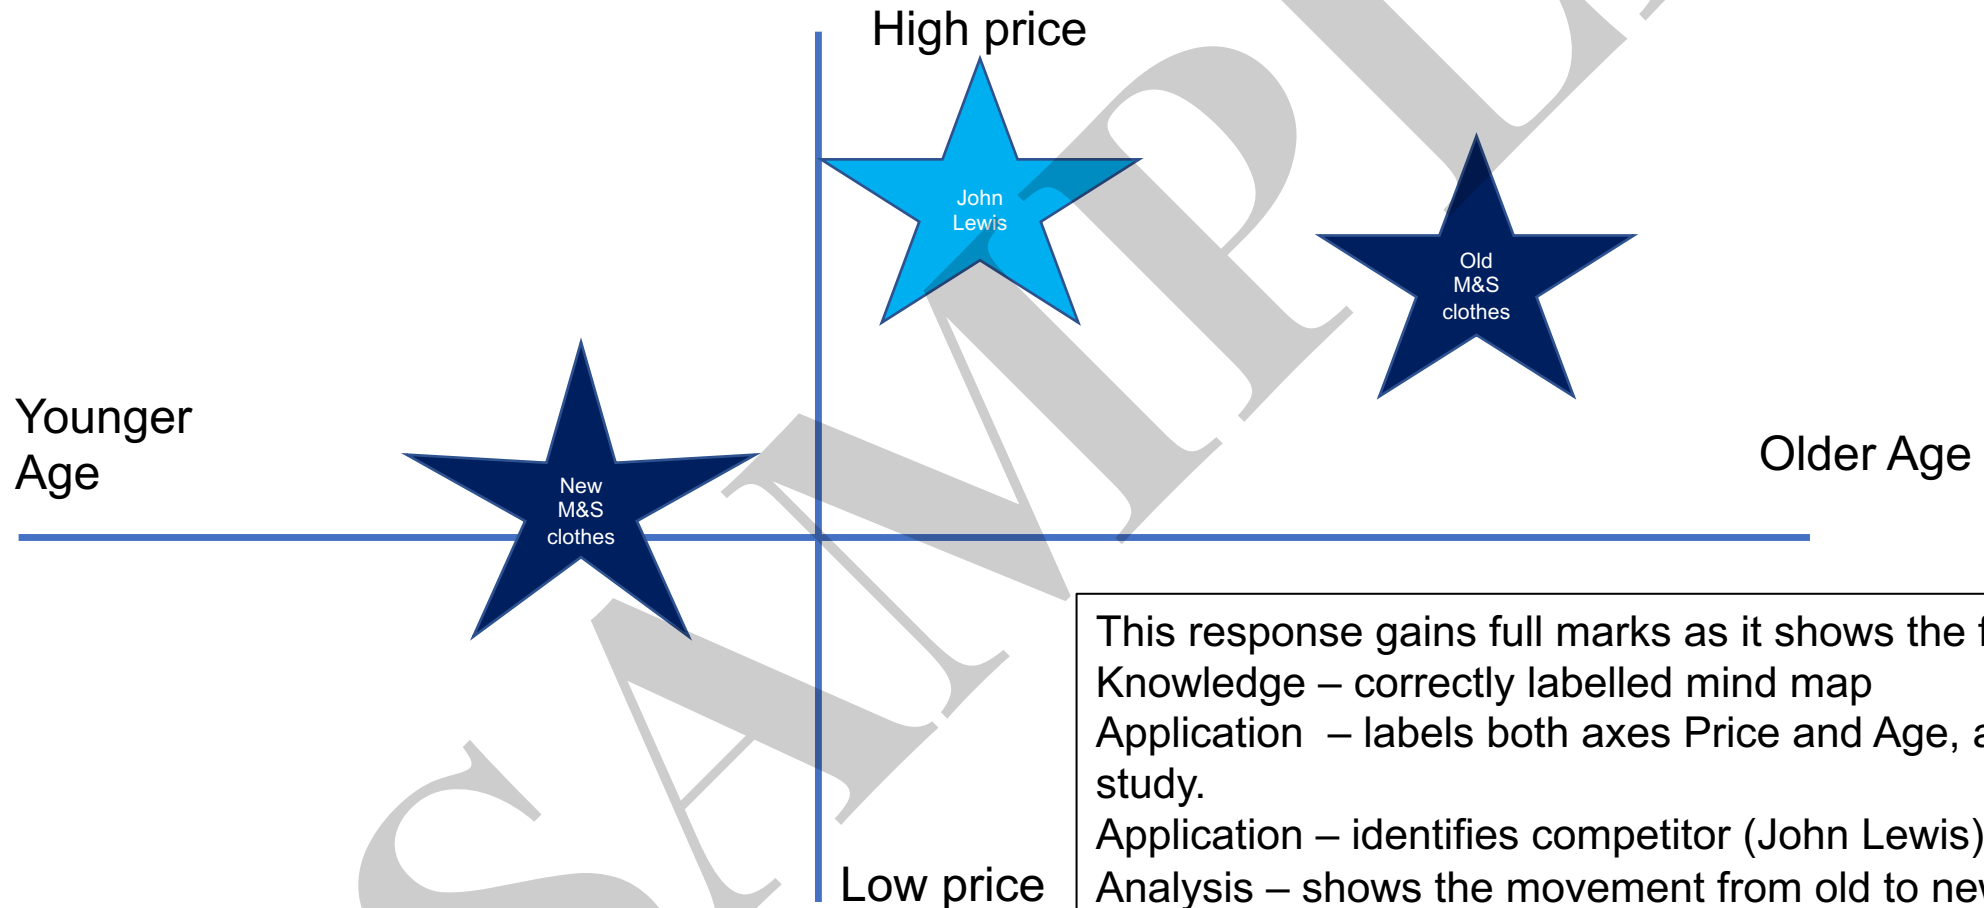 High price
John
Lewis
Old
M&S
clothes
Younger
Age
Older Age
New
M&S
clothes
This response gains full marks as it shows the
Knowledge – correctly labelled mind map
Application – labels both axes Price and Age,
study.
Application – identifies competitor (John Lewis)
Analysis – shows the movement from old to new
Low price
SAMPL